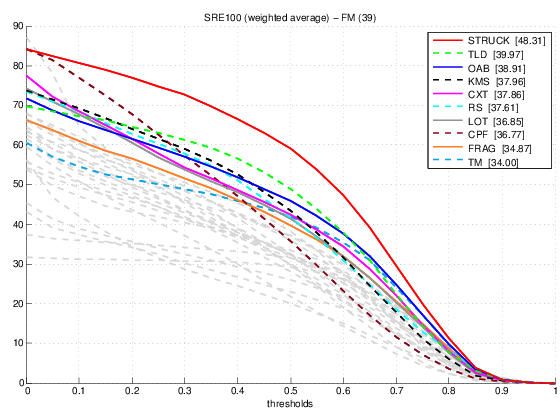 SRE100 (weighted average) – FM (39)
90
80
70
60
50
40
30
20
10
0
STRUCK [48.31]
TLD [39.97]
OAB [38.91]
KMS [37.96]
CXT [37.86]
RS [37.61]
LOT [36.85]
CPF [36.77]
FRAG [34.87]
TM [34.00]
0 0.1 0.2 0.3 0.4 0.5 0.6 0.7 0.8 0.9 1
thresholds